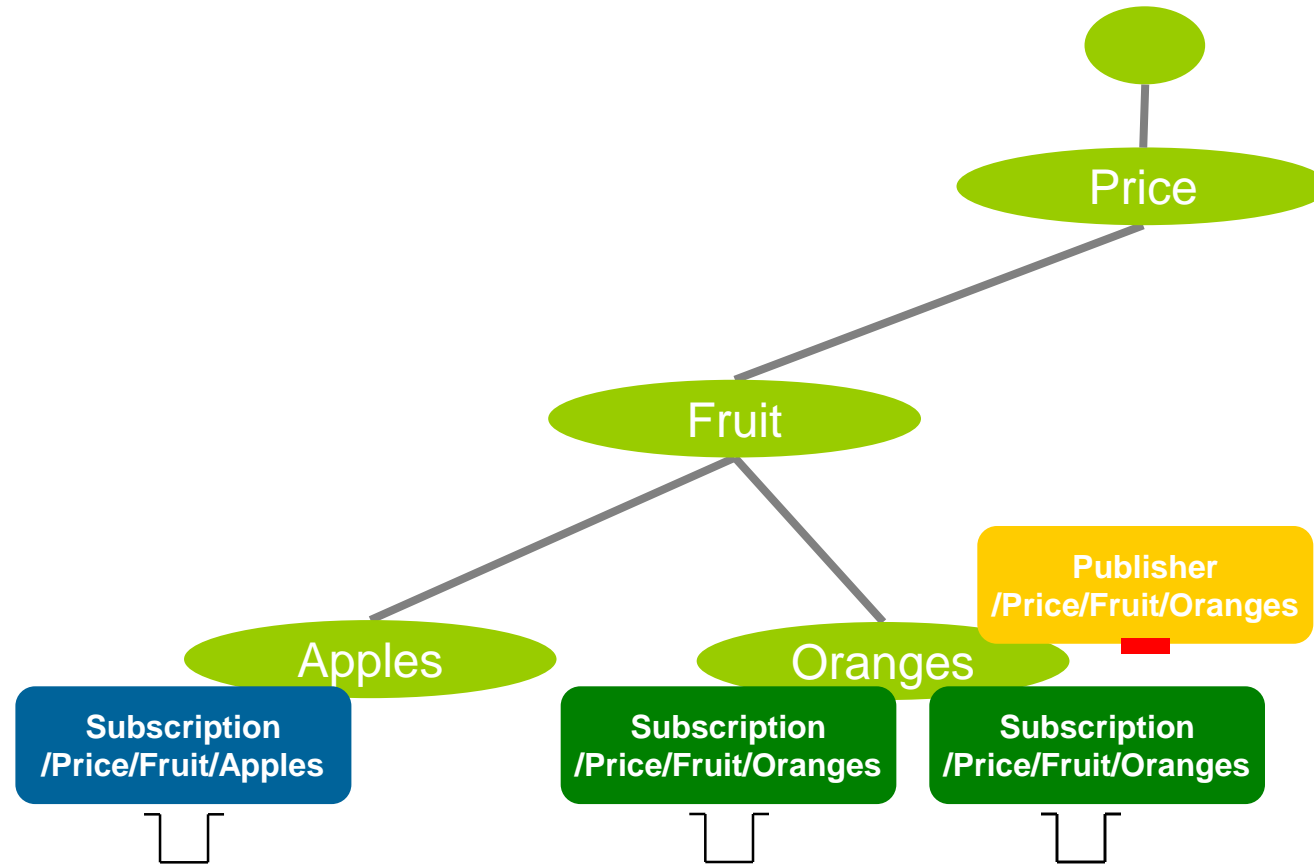 Price
Fruit
Publisher
/Price/Fruit/Oranges
Apples
Oranges
Subscription
/Price/Fruit/Apples
Subscription
/Price/Fruit/Oranges
Subscription
/Price/Fruit/Oranges